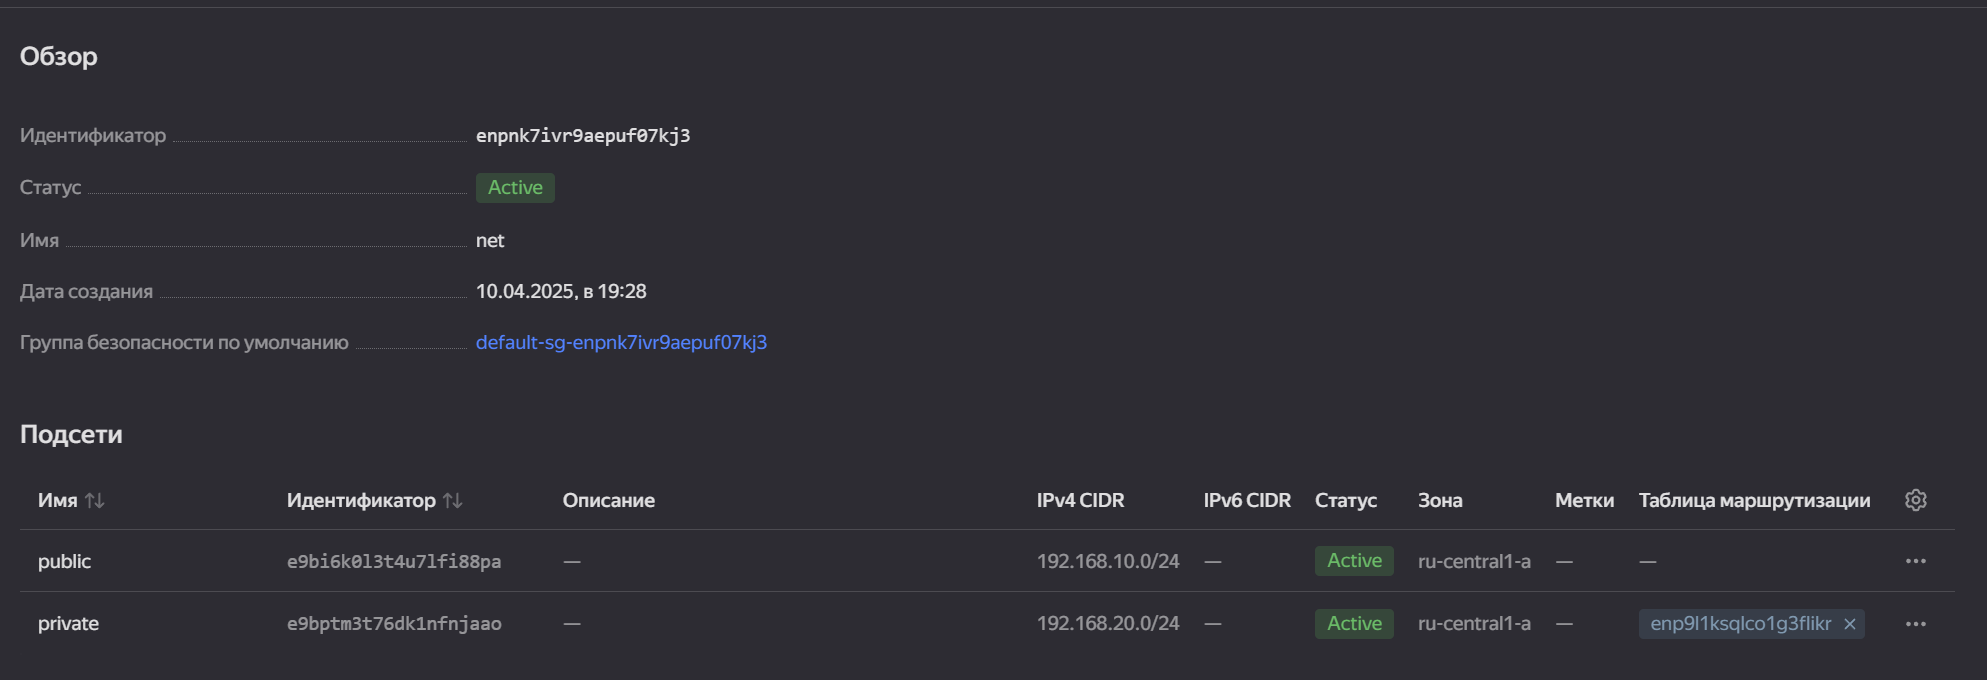 Обзор
Идентификатор enpnk7ivr9aepuf07kj3
Статус Active
Имя net
Дата создания 10.04.2025, в 19:28
Группа безопасности по умолчанию default-sg-enpnk7ivr9aepuf07kj3
Подсети
Имя Идентификатор Описание IPv4 CIDR IPv6 CIDR Статус Зона Метки Таблица маршрутизации
public e9bi6k0l3t4u7lfi88pa — 192.168.10.0/24 — Active ru-central1-a — —
private e9bptm3t76dk1nfnjaao — 192.168.20.0/24 — Active ru-central1-a — enp9l1ksqlco1g3flikr